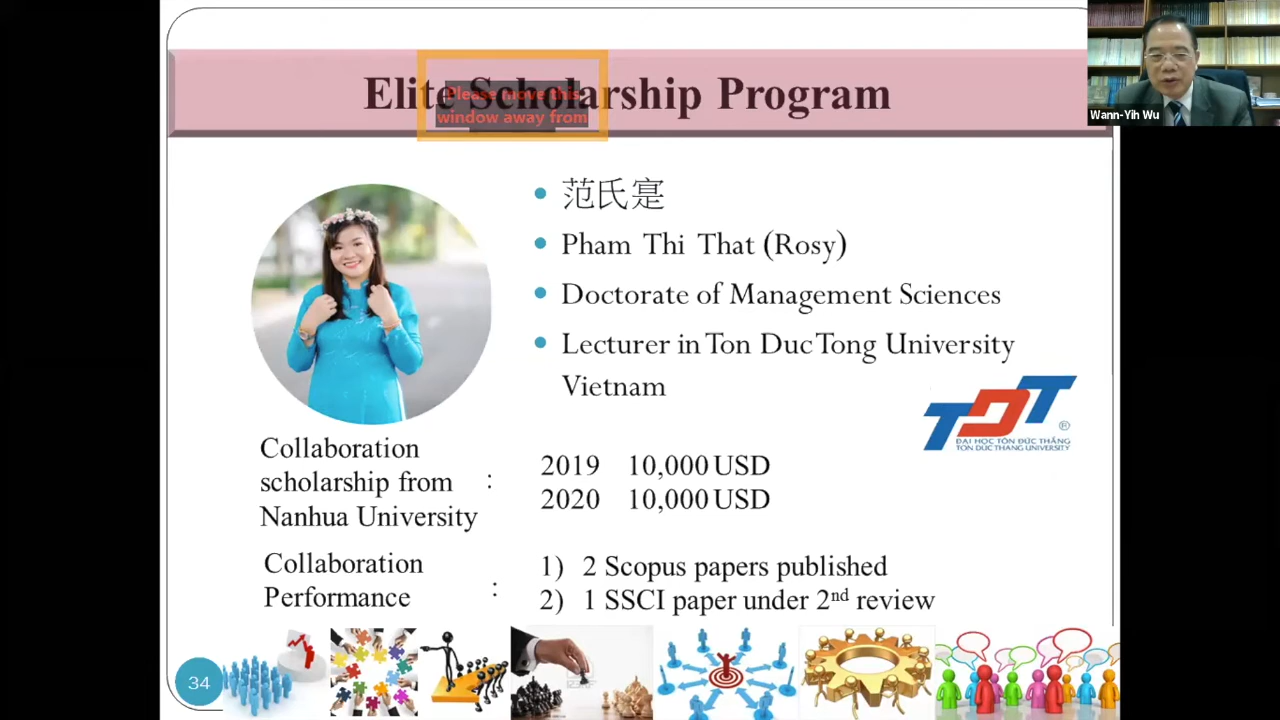 Elite Scholarship Program
Please move this
window away from
Wann-Yih Wu
范氏寔
Pham Thi That (Rosy)
Doctorate of Management Sciences
Lecturer in Ton Duc Tong University
Vietnam
TDT
®
ĐẠI HỌC TÔN ĐỨC THẮNG
TON DUC THANG UNIVERSITY
Collaboration
scholarship from :
Nanhua University
2019 10,000 USD
2020 10,000 USD
Collaboration
Performance :
1) 2 Scopus papers published
2) 1 SSCI paper under 2nd review
34